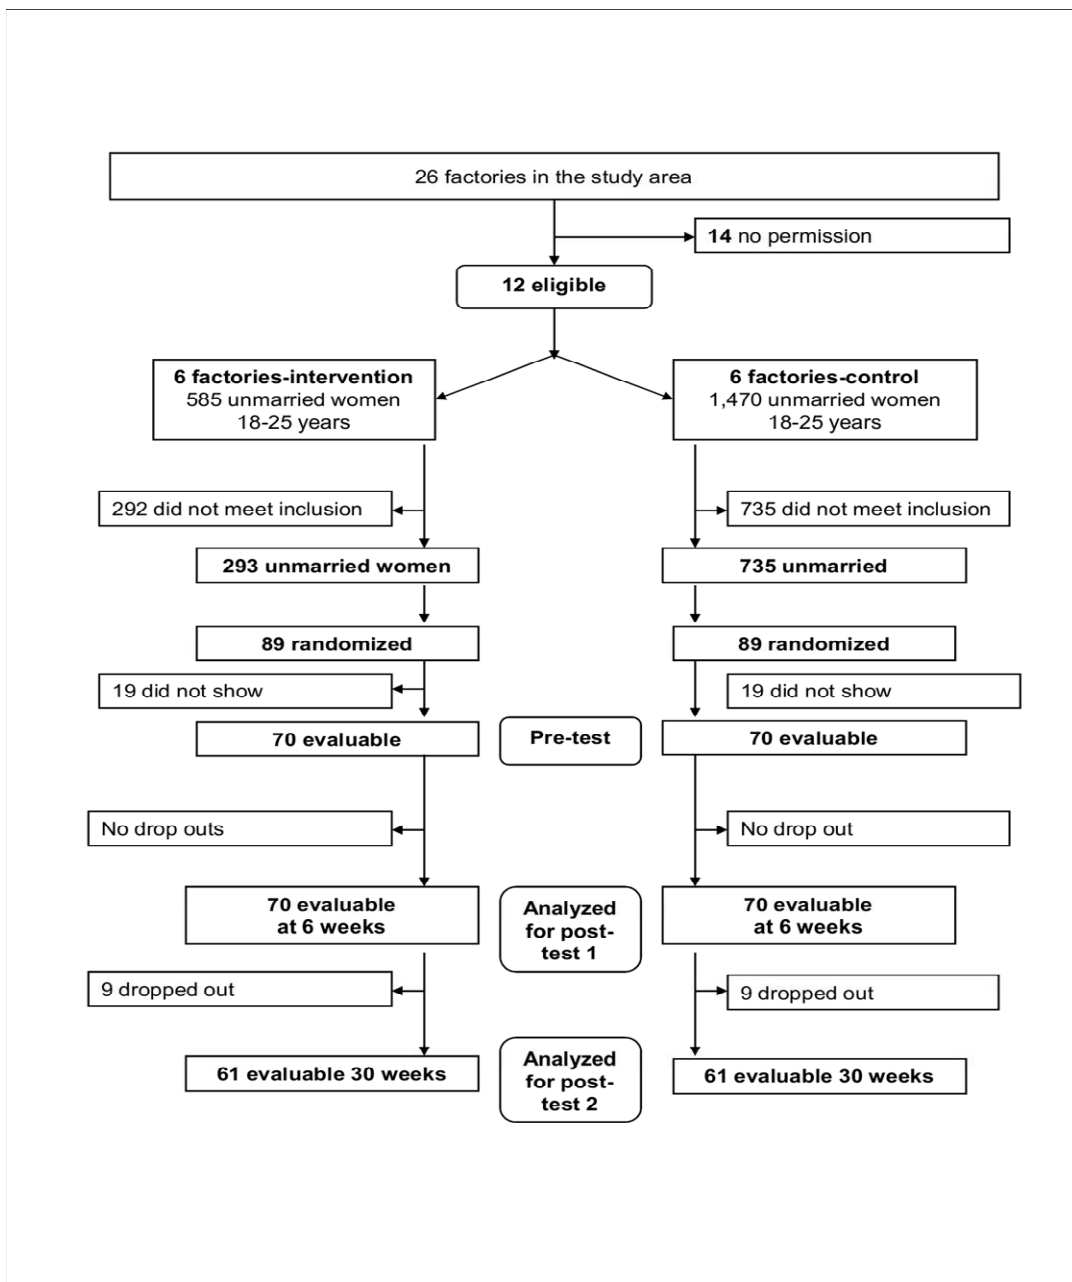 26 factories in the study area
14 no permission
12 eligible
6 factories-intervention
585 unmarried women
18-25 years
6 factories-control
1,470 unmarried women
18-25 years
292 did not meet inclusion
735 did not meet inclusion
293 unmarried women
735 unmarried
89 randomized
89 randomized
19 did not show
19 did not show
70 evaluable
Pre-test
70 evaluable
No drop outs
No drop out
70 evaluable
at 6 weeks
Analyzed
for post-
test 1
70 evaluable
at 6 weeks
9 dropped out
9 dropped out
61 evaluable 30 weeks
Analyzed
for post-
test 2
61 evaluable 30 weeks